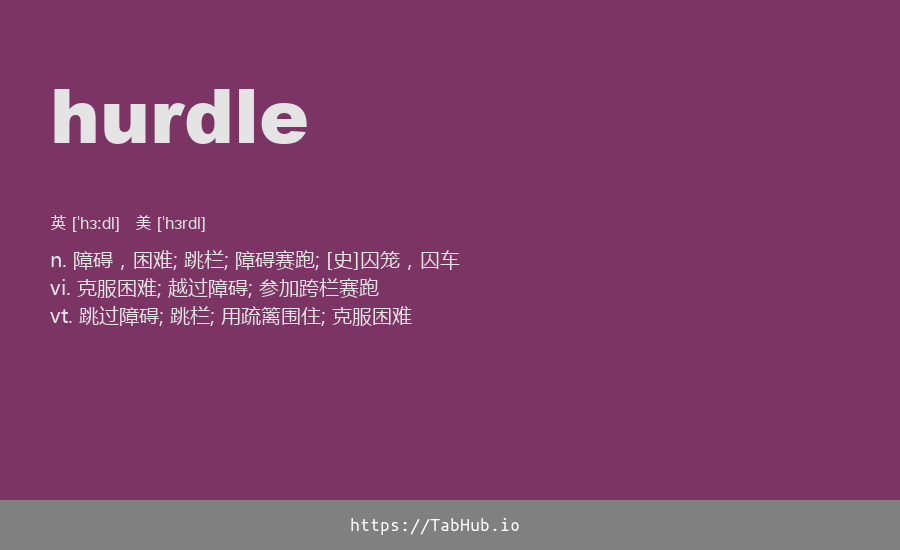 hurdle
英 [ˈhɜːdl] 美 [ˈhɜrdl]
n. 障碍，困难; 跳栏; 障碍赛跑; [史]囚笼，囚车
vi. 克服困难; 越过障碍; 参加跨栏赛跑
vt. 跳过障碍; 跳栏; 用疏篱围住; 克服困难
https://TabHub.io